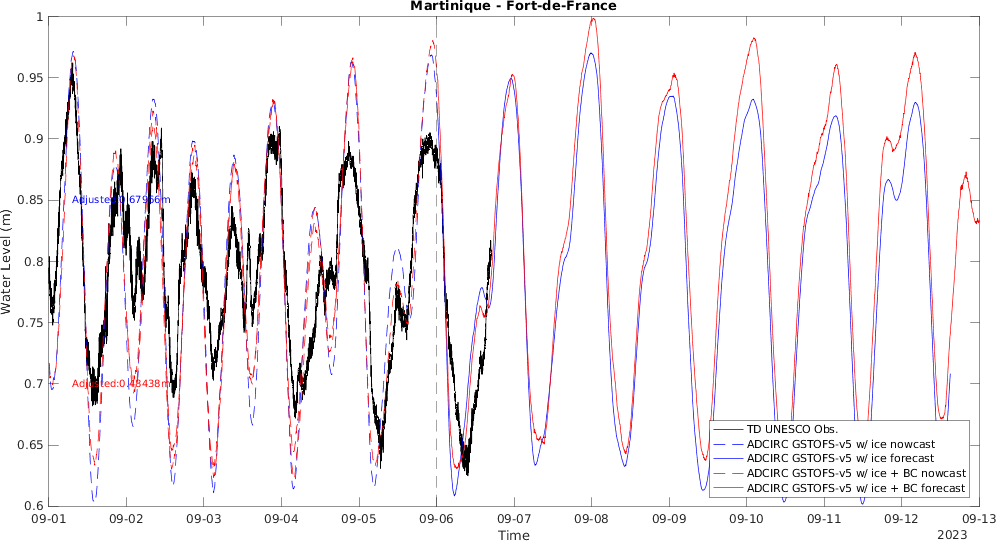 Martinique - Fort-de-France
1
0.95
0.9
0.85
0.8
0.75
0.7
0.65
0.6
Water Level (m)
Adjusted:0.67966m
Adjusted:0.43438m
TD UNESCO Obs.
ADCIRC GSTOFS-v5 w/ ice nowcast
ADCIRC GSTOFS-v5 w/ ice forecast
ADCIRC GSTOFS-v5 w/ ice + BC nowcast
ADCIRC GSTOFS-v5 w/ ice + BC forecast
09-01 09-02 09-03 09-04 09-05 09-06 09-07 09-08 09-09 09-10 09-11 09-12 09-13
Time
2023